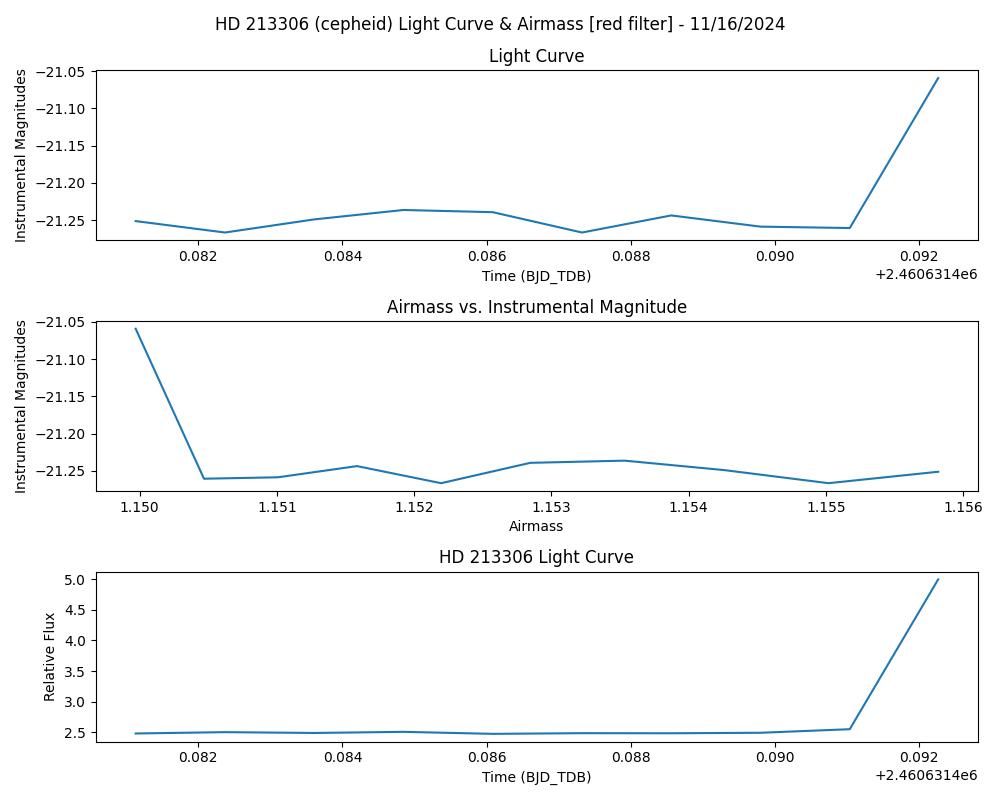 HD 213306 (cepheid) Light Curve & Airmass [red filter] - 11/16/2024
Light Curve
Instrumental Magnitudes
−21.05
−21.10
−21.15
−21.20
−21.25
0.082 0.084 0.086 0.088 0.090 0.092
Time (BJD_TDB)
+2.4606314e6
Airmass vs. Instrumental Magnitude
Instrumental Magnitudes
−21.05
−21.10
−21.15
−21.20
−21.25
1.150 1.151 1.152 1.153 1.154 1.155 1.156
Airmass
HD 213306 Light Curve
Relative Flux
5.0
4.5
4.0
3.5
3.0
2.5
0.082 0.084 0.086 0.088 0.090 0.092
Time (BJD_TDB)
+2.4606314e6